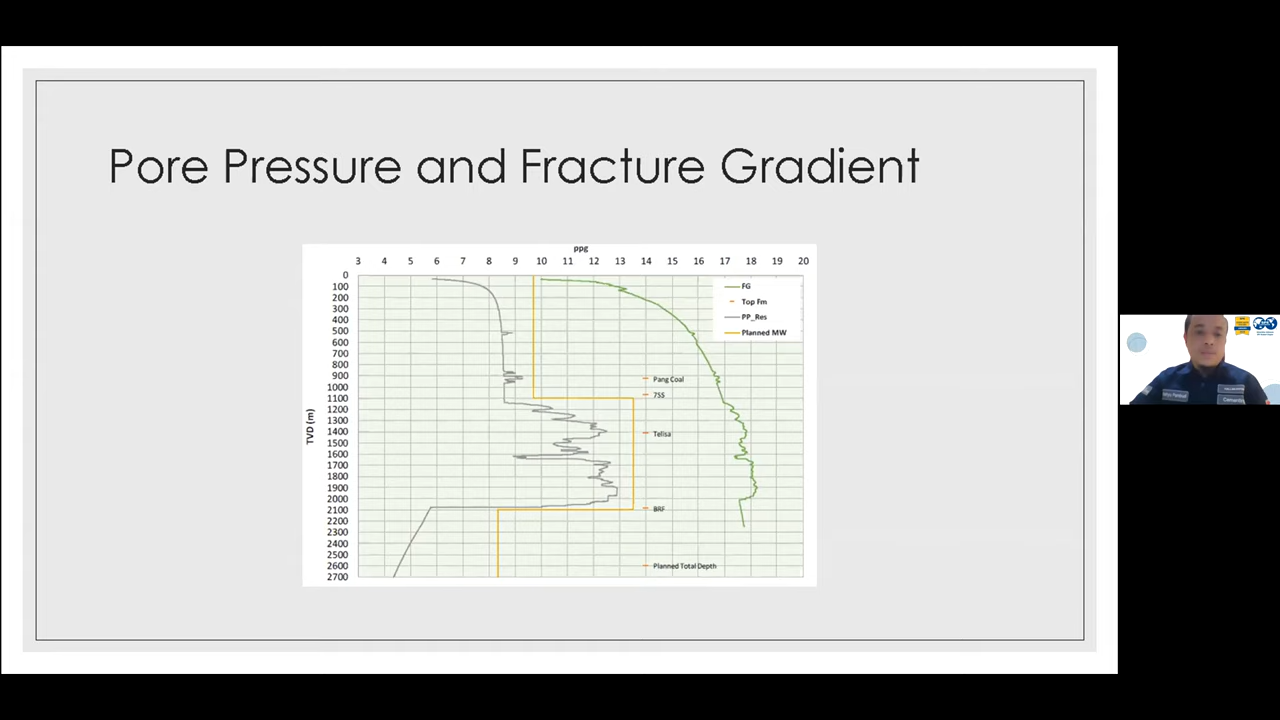 Pore Pressure and Fracture Gradient
ppg
3 4 5 6 7 8 9 10 11 12 13 14 15 16 17 18 19 20
0
100
200
300
400
500
600
700
800
900
1000
1100
1200
1300
1400
1500
1600
1700
1800
1900
2000
2100
2200
2300
2400
2500
2600
2700
TVD (m)
FG
Top Fm
PP_Res
Planned MW
Pang Coal
7SS
Telisa
BRF
Planned Total Depth